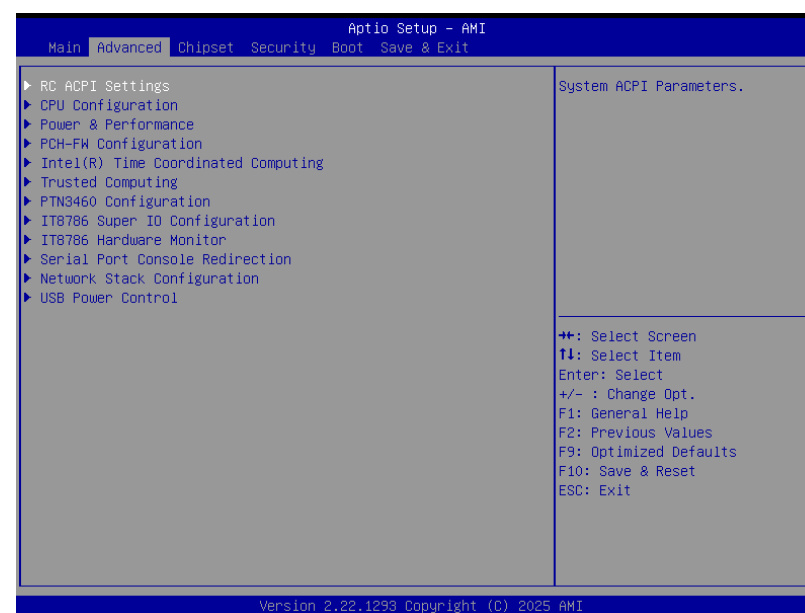 Aptio Setup – AMI
Main Advanced Chipset Security Boot Save & Exit
▶ RC ACPI Settings
▶ CPU Configuration
▶ Power & Performance
▶ PCH-FW Configuration
▶ Intel(R) Time Coordinated Computing
▶ Trusted Computing
▶ PTN3460 Configuration
▶ IT8786 Super IO Configuration
▶ IT8786 Hardware Monitor
▶ Serial Port Console Redirection
▶ Network Stack Configuration
▶ USB Power Control
System ACPI Parameters.
→←: Select Screen
↑↓: Select Item
Enter: Select
+/- : Change Opt.
F1: General Help
F2: Previous Values
F9: Optimized Defaults
F10: Save & Reset
ESC: Exit
Version 2.22.1293 Copyright (C) 2025 AMI